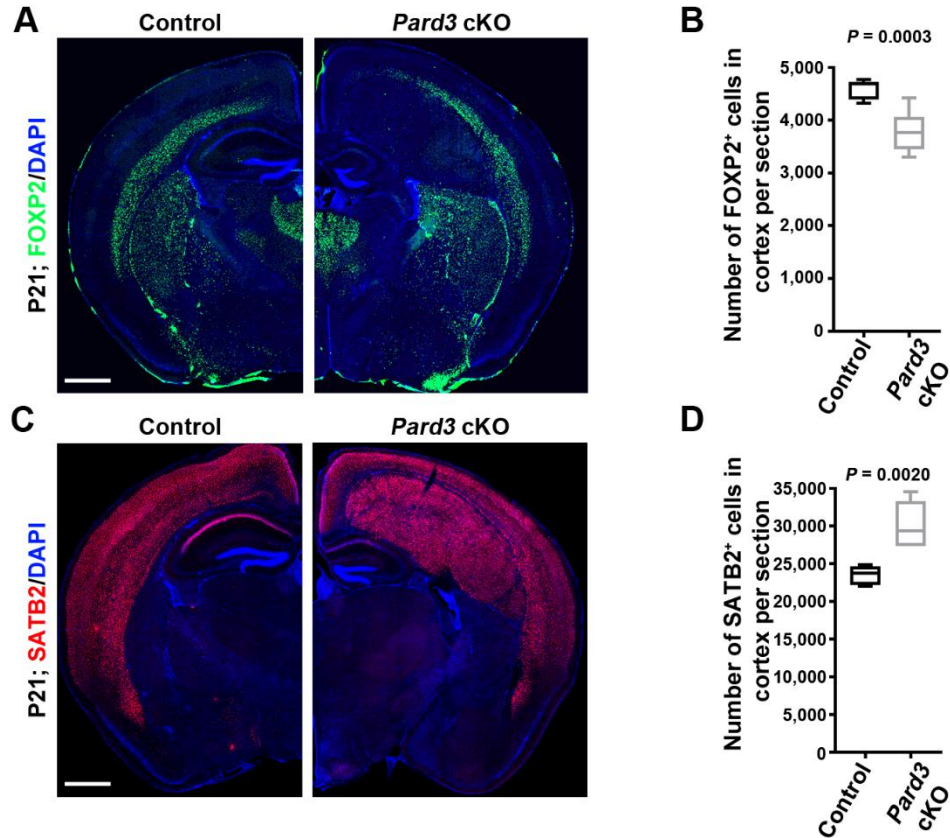 A
Control
Pard3 cKO
P21; FOXP2/DAPI
B
P = 0.0003
Number of FOXP2⁺ cells in
cortex per section
5,000
4,000
3,000
2,000
1,000
0
Control
Pard3
cKO
C
Control
Pard3 cKO
P21; SATB2/DAPI
D
P = 0.0020
Number of SATB2⁺ cells in
cortex per section
35,000
30,000
25,000
20,000
15,000
10,000
5,000
0
Control
Pard3
cKO